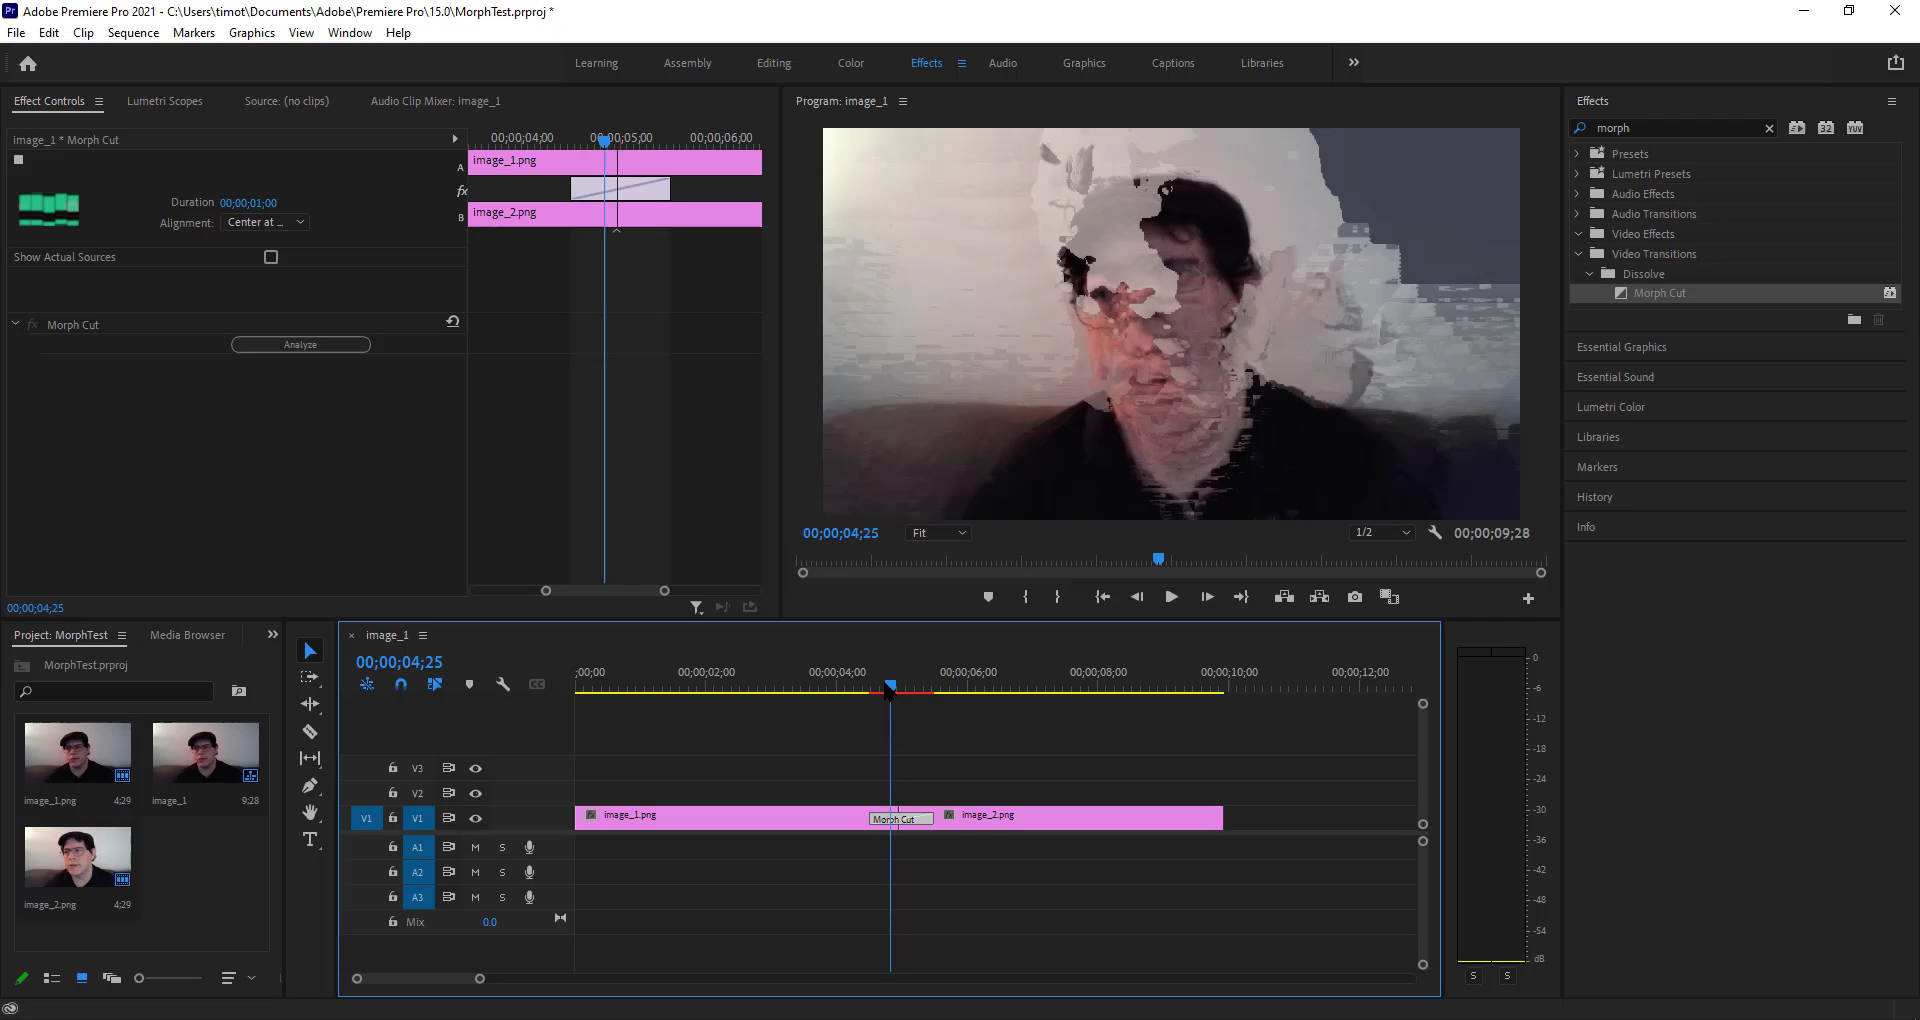 Pr Adobe Premiere Pro 2021 - C:\Users\timot\Documents\Adobe\Premiere Pro\15.0\MorphTest.prproj *
File Edit Clip Sequence Markers Graphics View Window Help
Learning Assembly Editing Color Effects Audio Graphics Captions Libraries
Effect Controls Lumetri Scopes Source: (no clips) Audio Clip Mixer: image_1
image_1 * Morph Cut
00;00;04;00 00;00;05;00 00;00;06;00
A image_1.png
fx
B image_2.png
Duration 00;00;01;00
Alignment: Center at ...
Show Actual Sources
fx Morph Cut
Analyze
00;00;04;25
Program: image_1
00;00;04;25 Fit 1/2 00;00;09;28
Effects
morph 32 YUV
Presets
Lumetri Presets
Audio Effects
Audio Transitions
Video Effects
Video Transitions
Dissolve
Morph Cut
Essential Graphics
Essential Sound
Lumetri Color
Libraries
Markers
History
Info
Project: MorphTest Media Browser
MorphTest.prproj
image_1.png 4;29
image_1 9;28
image_2.png 4;29
× image_1
00;00;04;25
;00;00 00;00;02;00 00;00;04;00 00;00;06;00 00;00;08;00 00;00;10;00 00;00;12;00
V3
V2
V1 V1 fx image_1.png Morph Cut fx image_2.png
A1 M S
A2 M S
A3 M S
Mix 0.0
0
-6
-12
-18
-24
-30
-36
-42
-48
-54
dB
S S